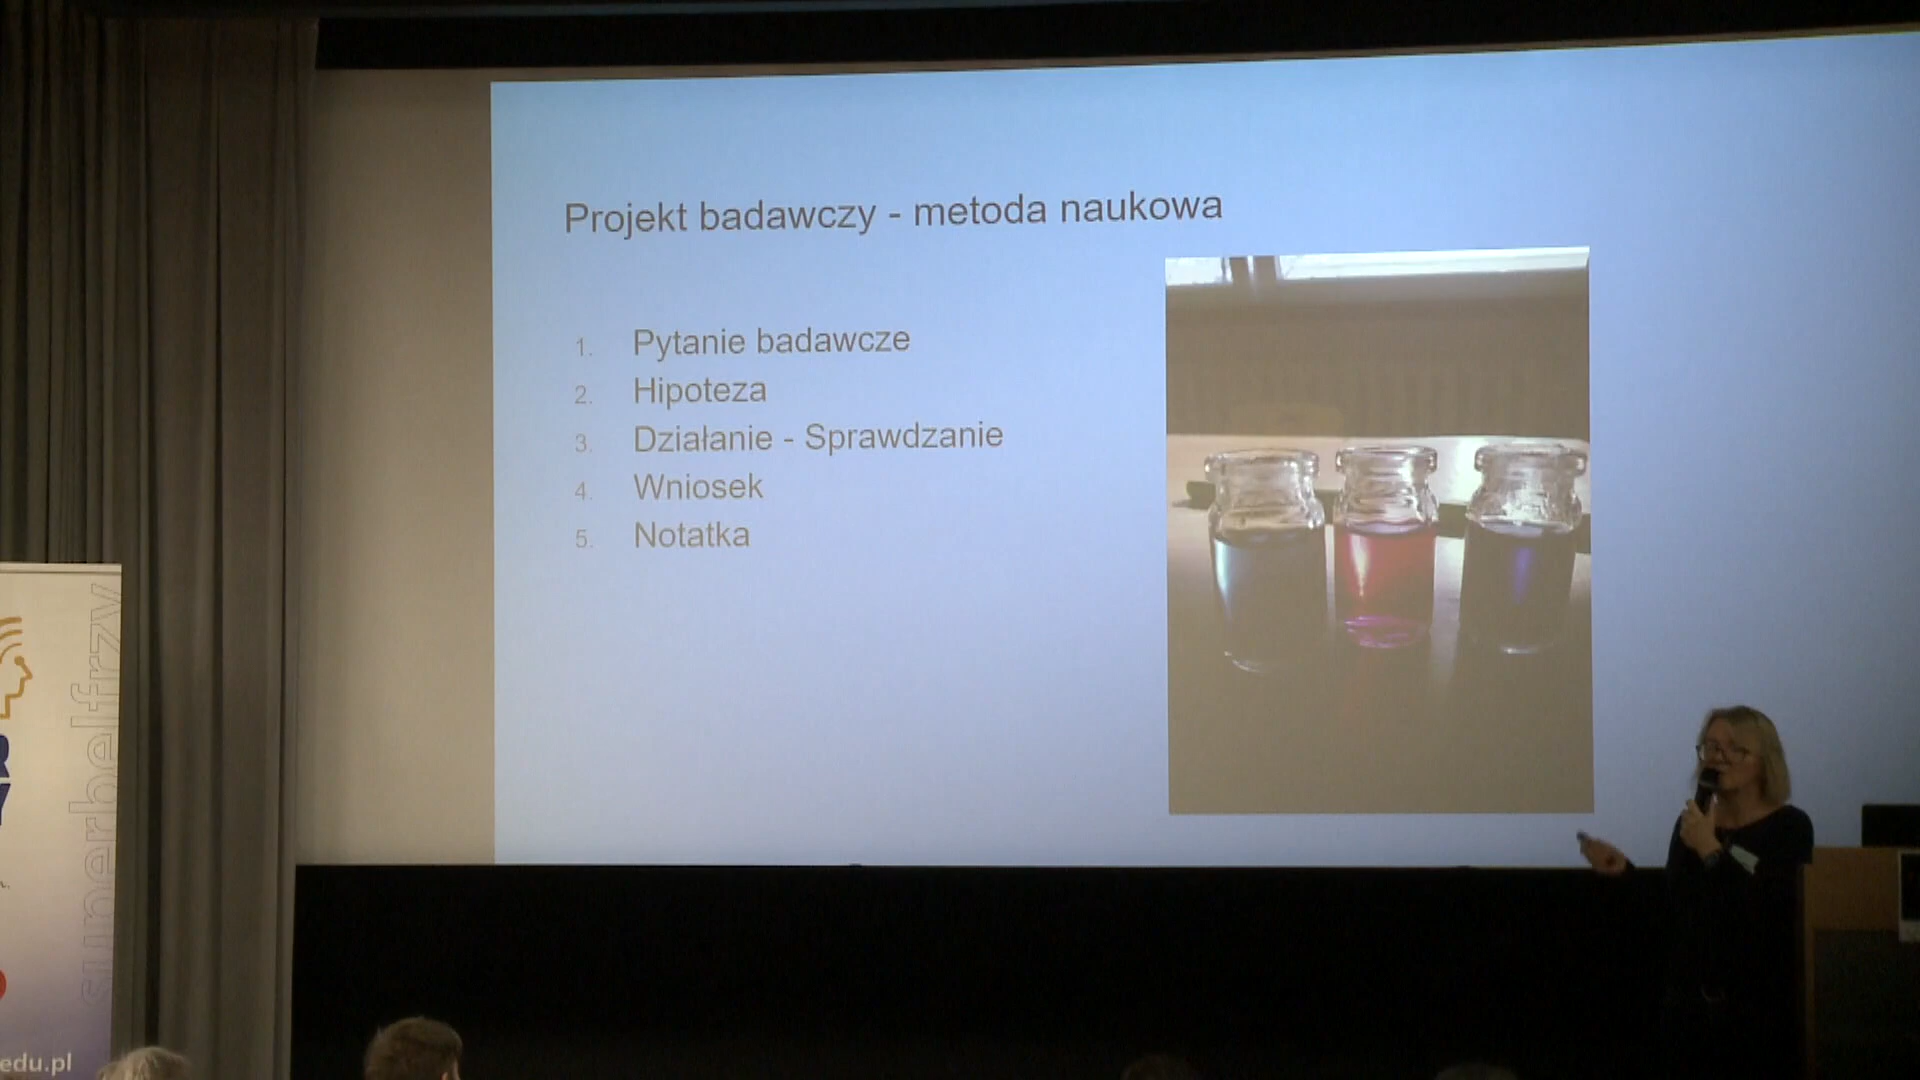 Projekt badawczy - metoda naukowa
1. Pytanie badawcze
2. Hipoteza
3. Działanie - Sprawdzanie
4. Wniosek
5. Notatka
superbelfrzy
R
Y
edu.pl